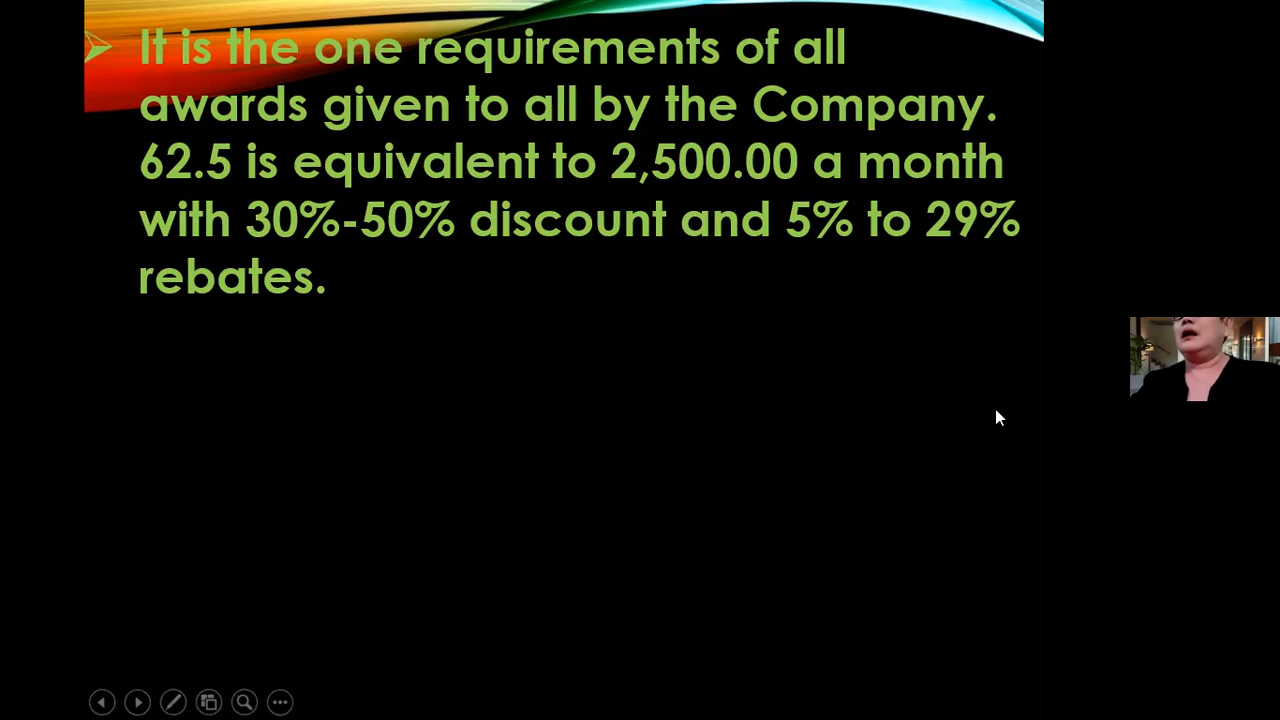 It is the one requirements of all
awards given to all by the Company.
62.5 is equivalent to 2,500.00 a month
with 30%-50% discount and 5% to 29%
rebates.